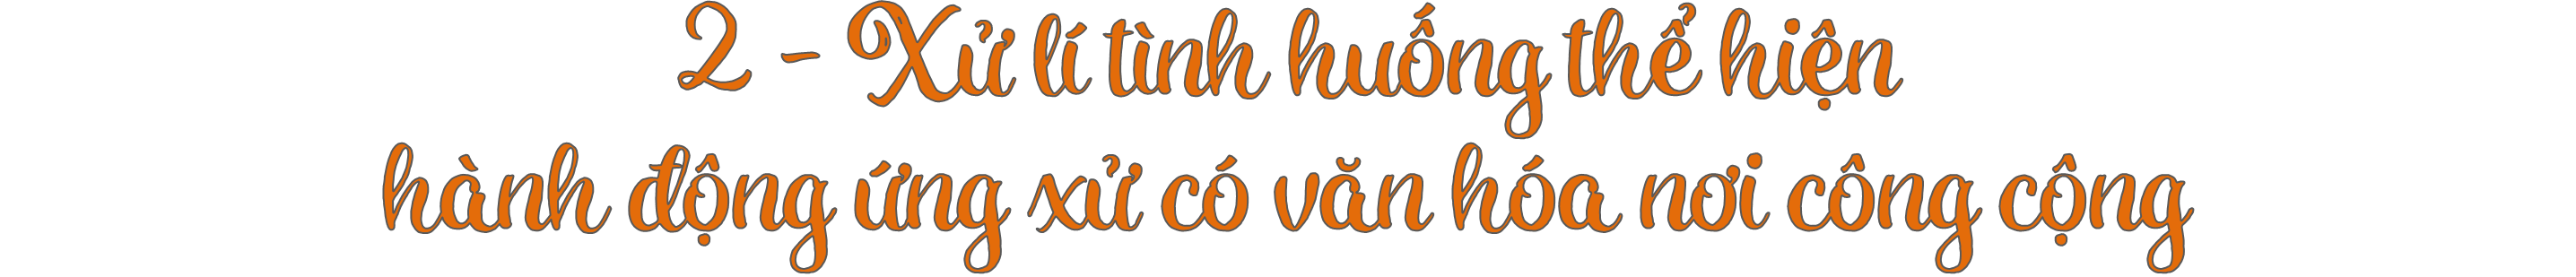 2 - Xử lí tình huống thể hiện
hành động ứng xử có văn hóa nơi công cộng